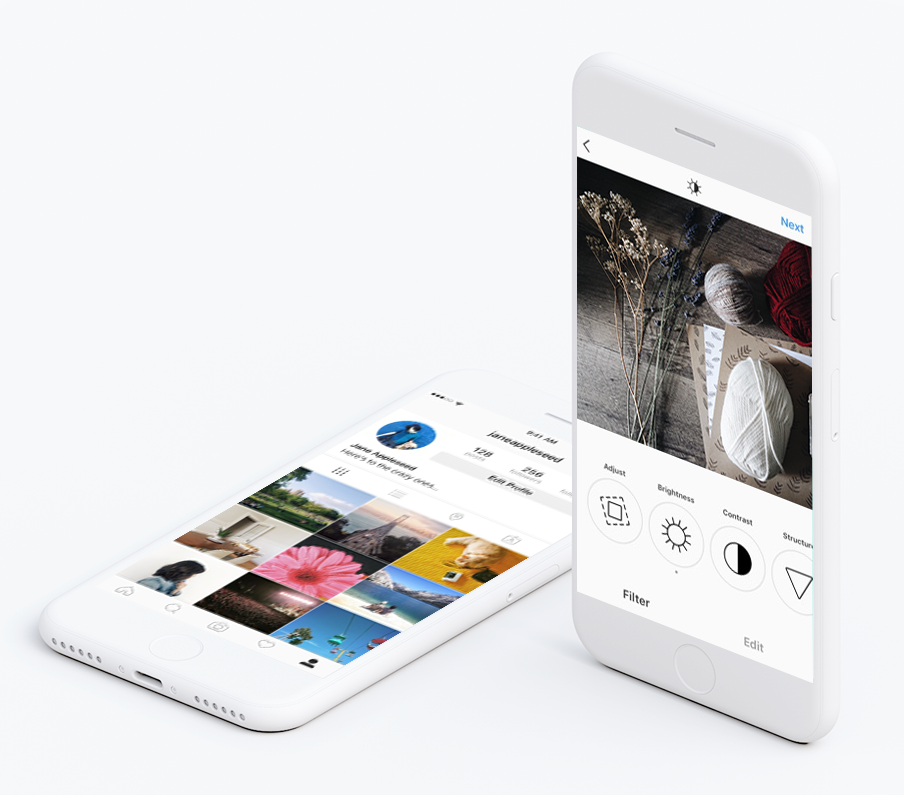 9:41 AM
janeappleseed
128
posts
256
followers
Edit Profile
Jane Appleseed
Here's to the crazy ones...
Next
Adjust
Brightness
Contrast
Structure
Filter
Edit